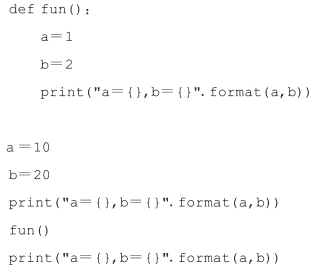 def fun():
    a=1
    b=2
    print("a={},b={}".format(a,b))
a=10
b=20
print("a={},b={}".format(a,b))
fun()
print("a={},b={}".format(a,b))